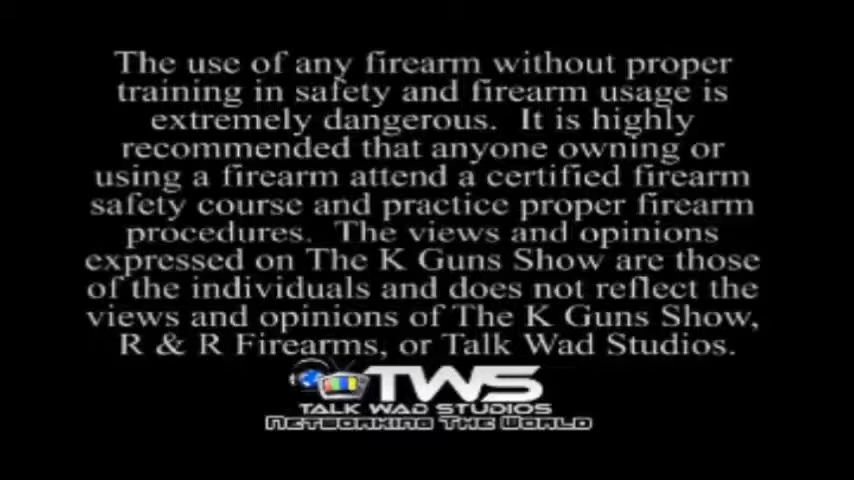 The use of any firearm without proper
training in safety and firearm usage is
extremely dangerous.  It is highly
recommended that anyone owning or
using a firearm attend a certified firearm
safety course and practice proper firearm
procedures.  The views and opinions
expressed on The K Guns Show are those
of the individuals and does not reflect the
views and opinions of The K Guns Show,
R & R Firearms, or Talk Wad Studios.
TWS
TALK WAD STUDIOS
NETWORKING THE WORLD